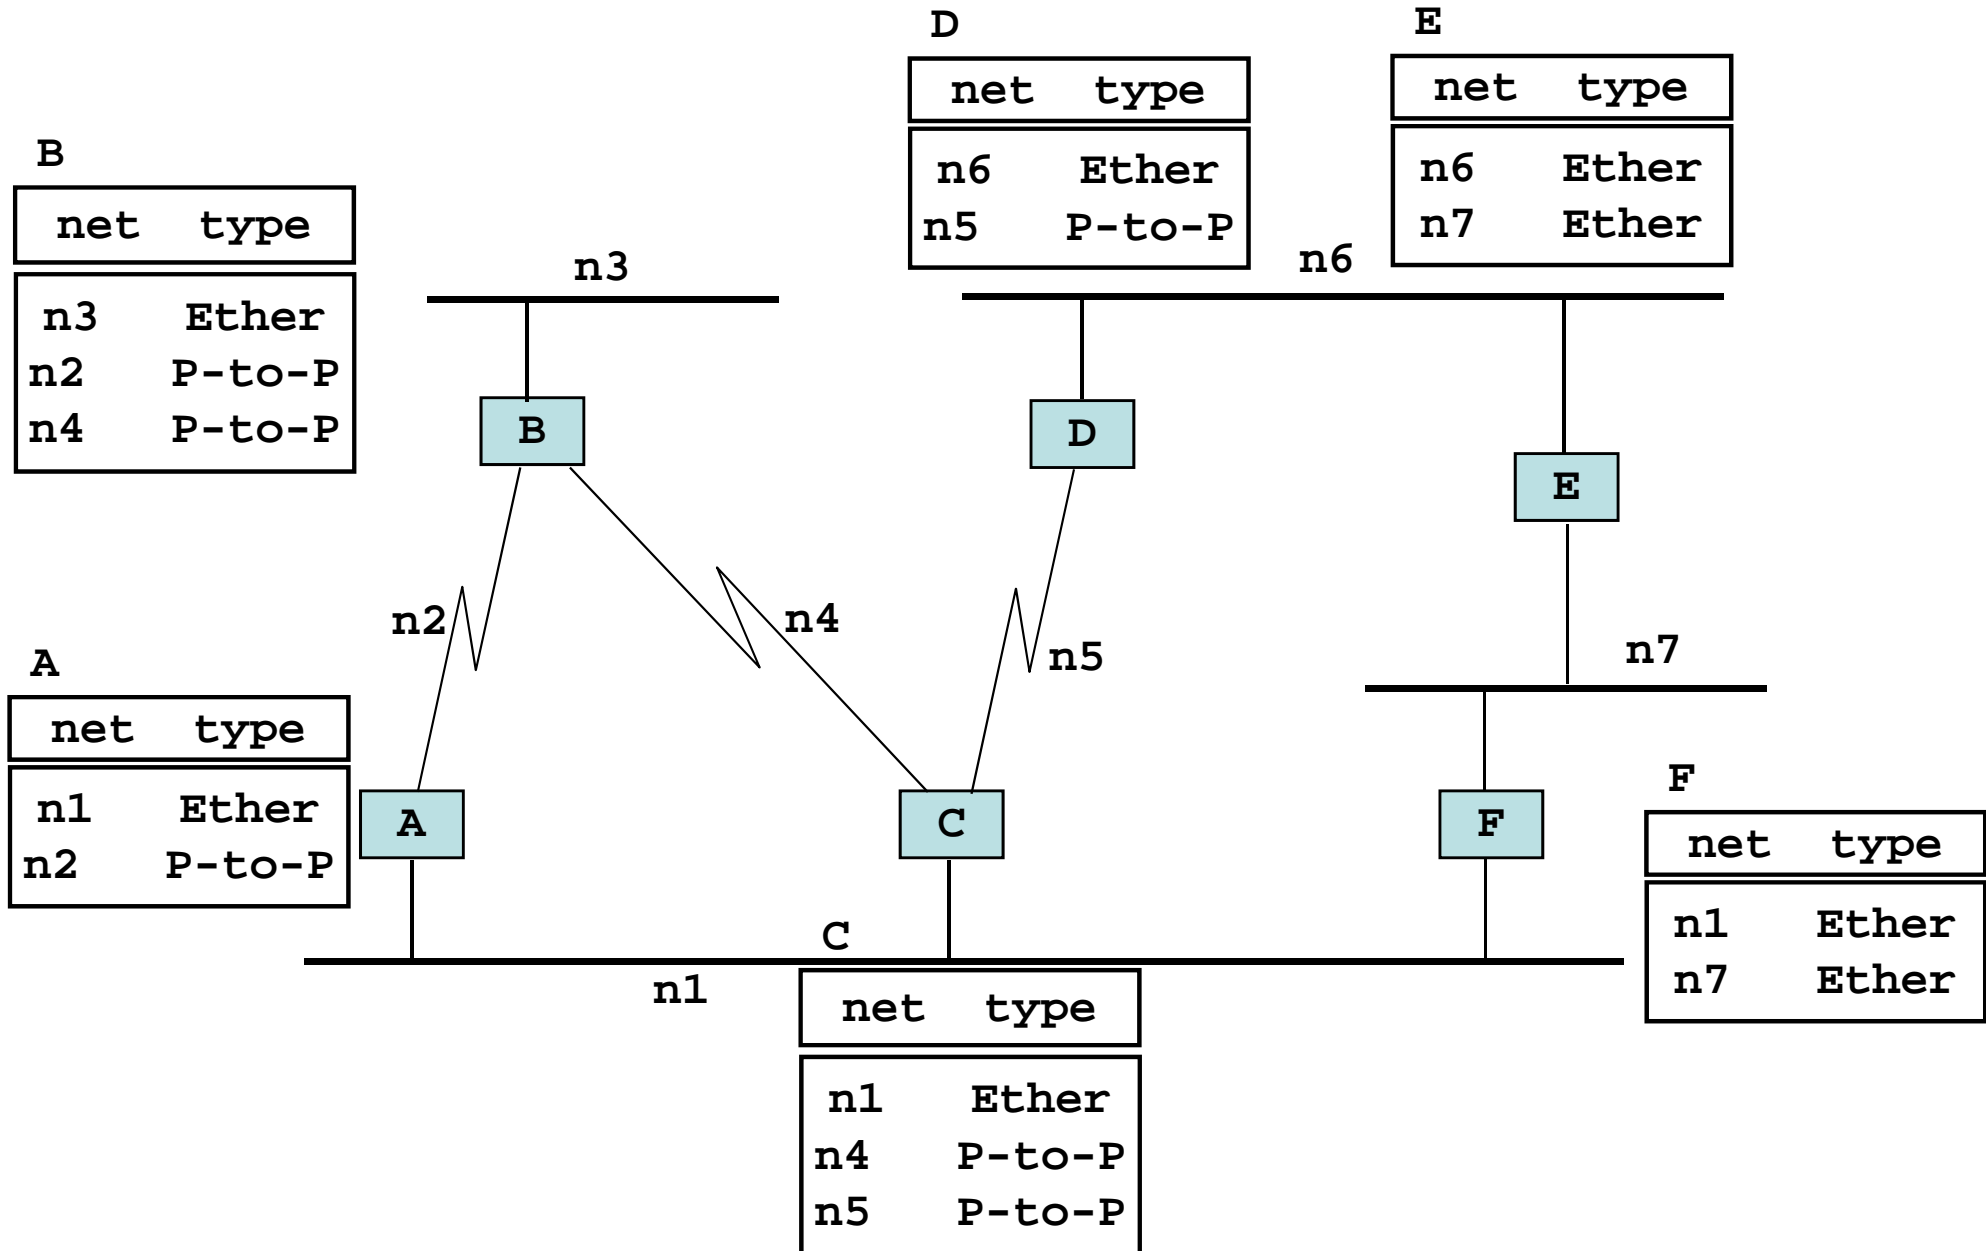 D
net type
n6 Ether
n5 P-to-P
E
net type
n6 Ether
n7 Ether
B
net type
n3 Ether
n2 P-to-P
n4 P-to-P
n3
n6
B
D
E
n2
n4
n5
n7
A
net type
n1 Ether
n2 P-to-P
A
C
F
F
net type
n1 Ether
n7 Ether
n1
C
net type
n1 Ether
n4 P-to-P
n5 P-to-P